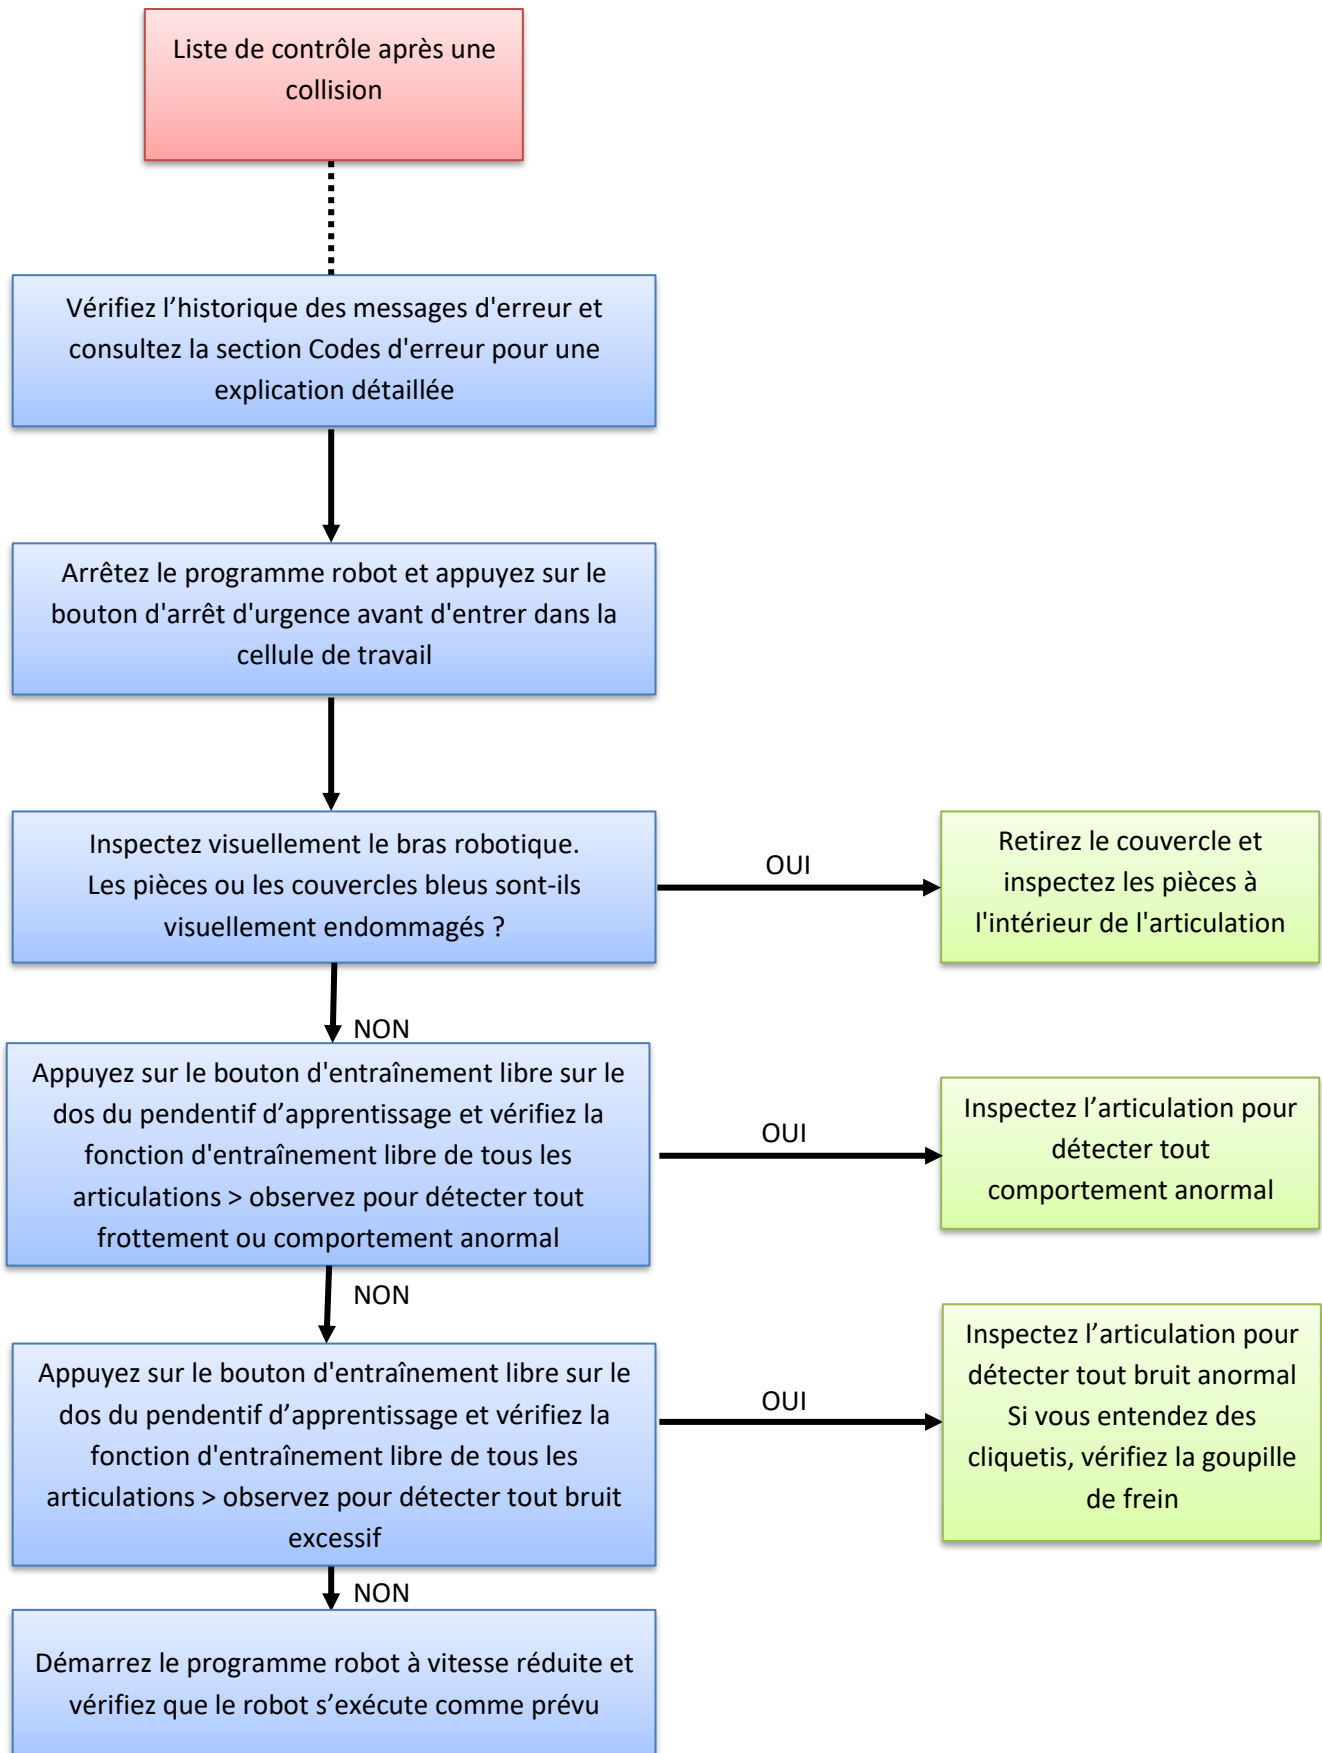 Liste de contrôle après une
collision
Vérifiez l’historique des messages d'erreur et
consultez la section Codes d'erreur pour une
explication détaillée
Arrêtez le programme robot et appuyez sur le
bouton d'arrêt d'urgence avant d'entrer dans la
cellule de travail
Inspectez visuellement le bras robotique.
Les pièces ou les couvercles bleus sont-ils
visuellement endommagés ?
OUI
Retirez le couvercle et
inspectez les pièces à
l'intérieur de l'articulation
NON
Appuyez sur le bouton d'entraînement libre sur le
dos du pendentif d’apprentissage et vérifiez la
fonction d'entraînement libre de tous les
articulations > observez pour détecter tout
frottement ou comportement anormal
OUI
Inspectez l’articulation pour
détecter tout
comportement anormal
NON
Appuyez sur le bouton d'entraînement libre sur le
dos du pendentif d’apprentissage et vérifiez la
fonction d'entraînement libre de tous les
articulations > observez pour détecter tout bruit
excessif
OUI
Inspectez l’articulation pour
détecter tout bruit anormal
Si vous entendez des
cliquetis, vérifiez la goupille
de frein
NON
Démarrez le programme robot à vitesse réduite et
vérifiez que le robot s’exécute comme prévu